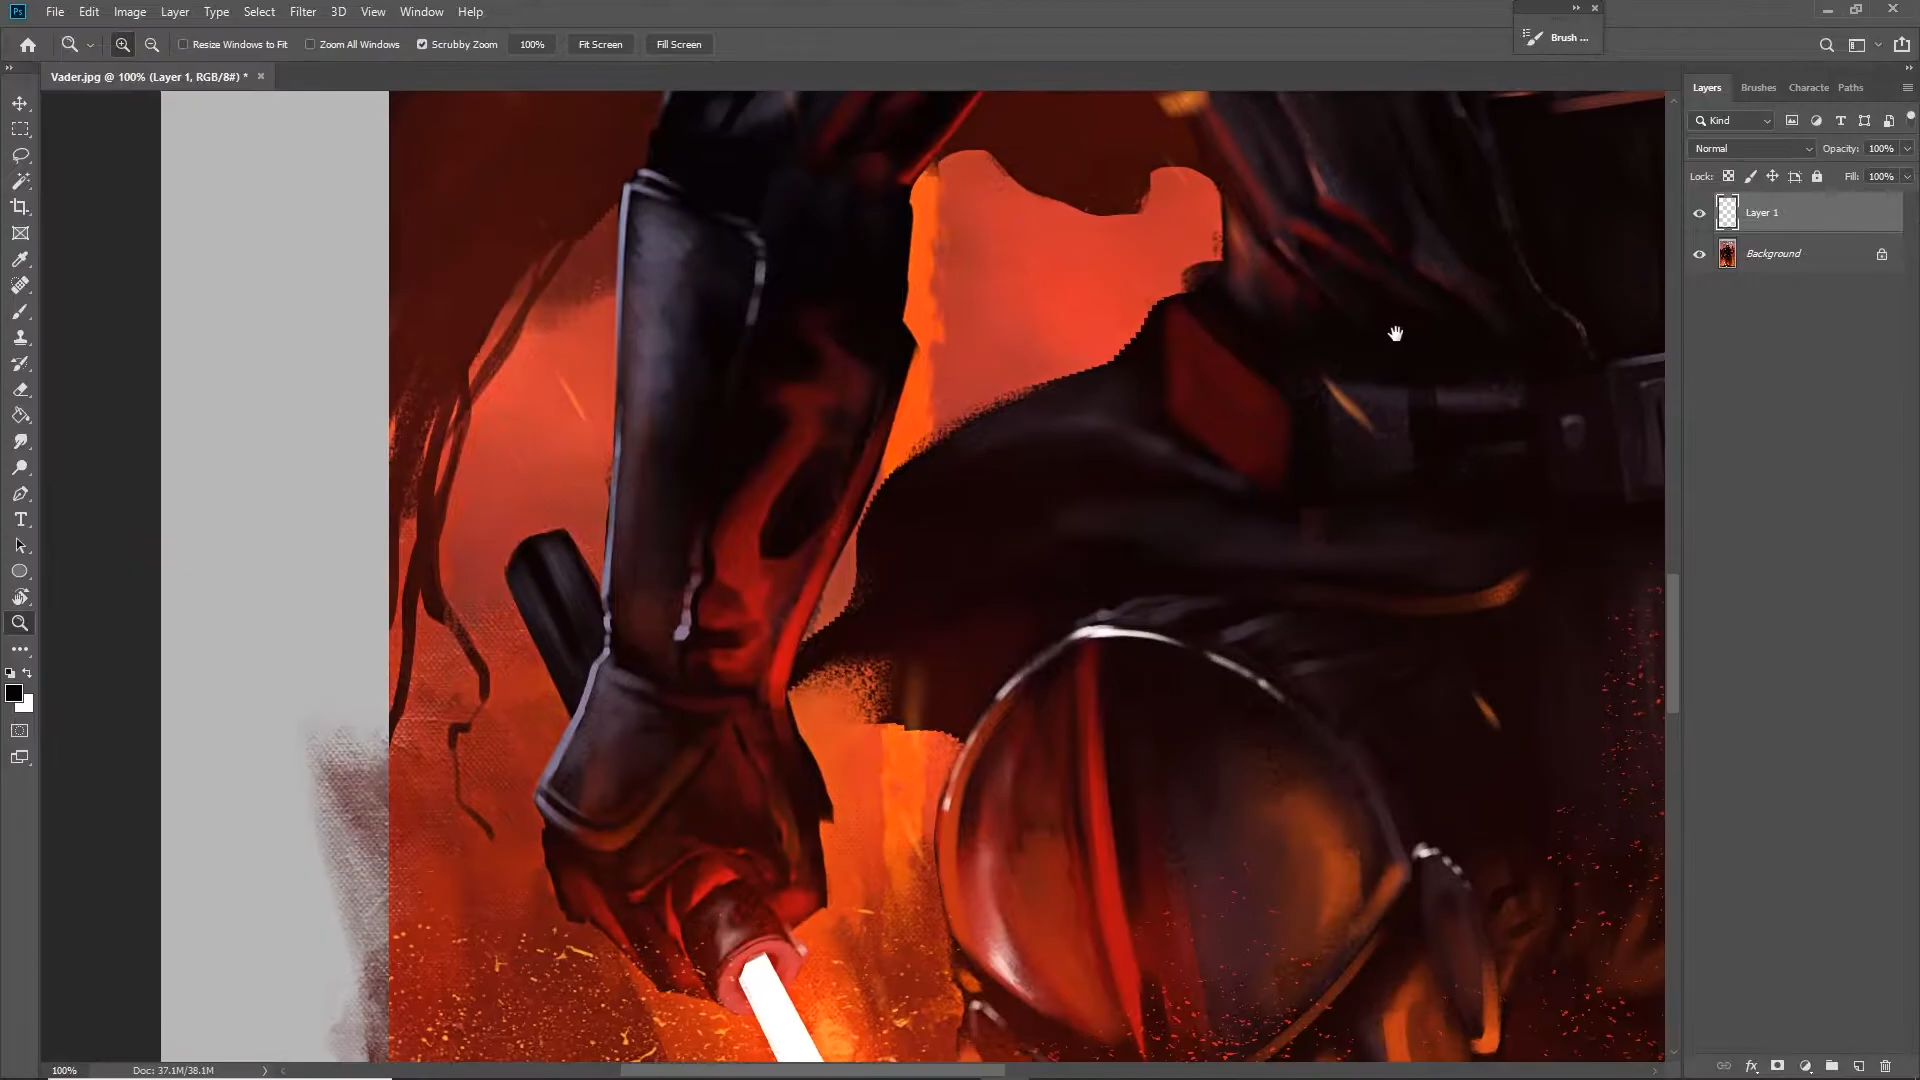 Ps File Edit Image Layer Type Select Filter 3D View Window Help
Resize Windows to Fit Zoom All Windows Scrubby Zoom 100% Fit Screen Fill Screen
Brush ...
Vader.jpg @ 100% (Layer 1, RGB/8#) * ×
Layers Brushes Characte Paths
Kind
Normal Opacity: 100%
Lock: Fill: 100%
Layer 1
Background
100% Doc: 37.1M/38.1M